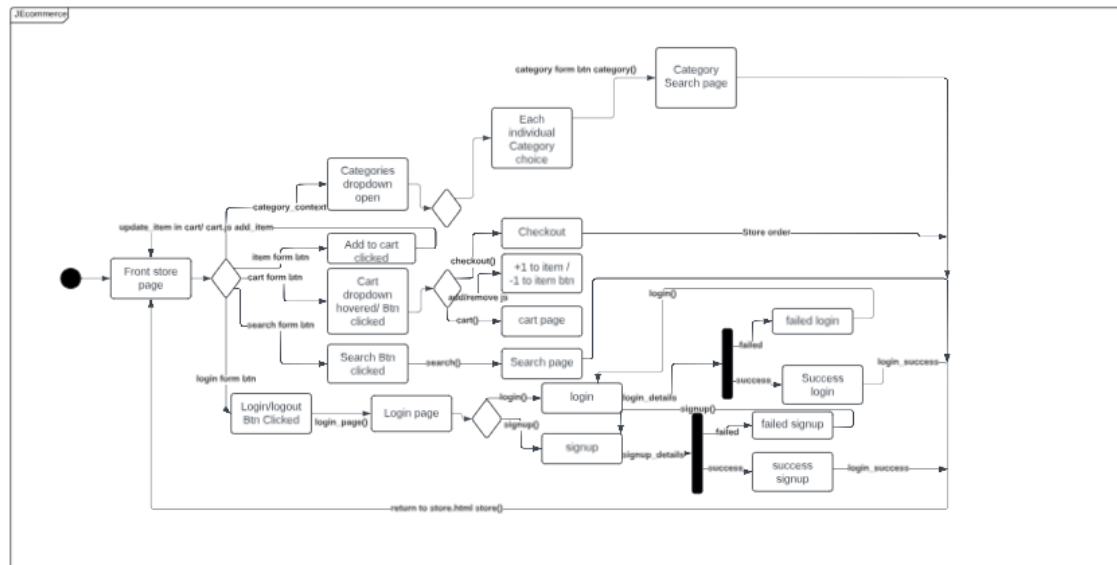 JEcommerce
category form btn category()
Category
Search page
Each
individual
Category
choice
Categories
dropdown
open
category_context
update_item in cart/ cart.js add_item
Front store
page
item form btn
Add to cart
clicked
Checkout
Store order
checkout()
cart form btn
Cart
dropdown
hovered/ Btn
clicked
+1 to item /
-1 to item btn
add/remove js
cart()
cart page
login()
failed login
search form btn
Search Btn
clicked
search()
Search page
failed
success
Success
login
login_success
login form btn
Login/logout
Btn Clicked
login_page()
Login page
login()
login
login_details
signup()
signup()
signup
signup_details
failed
failed signup
success
success
signup
login_success
return to store.html store()